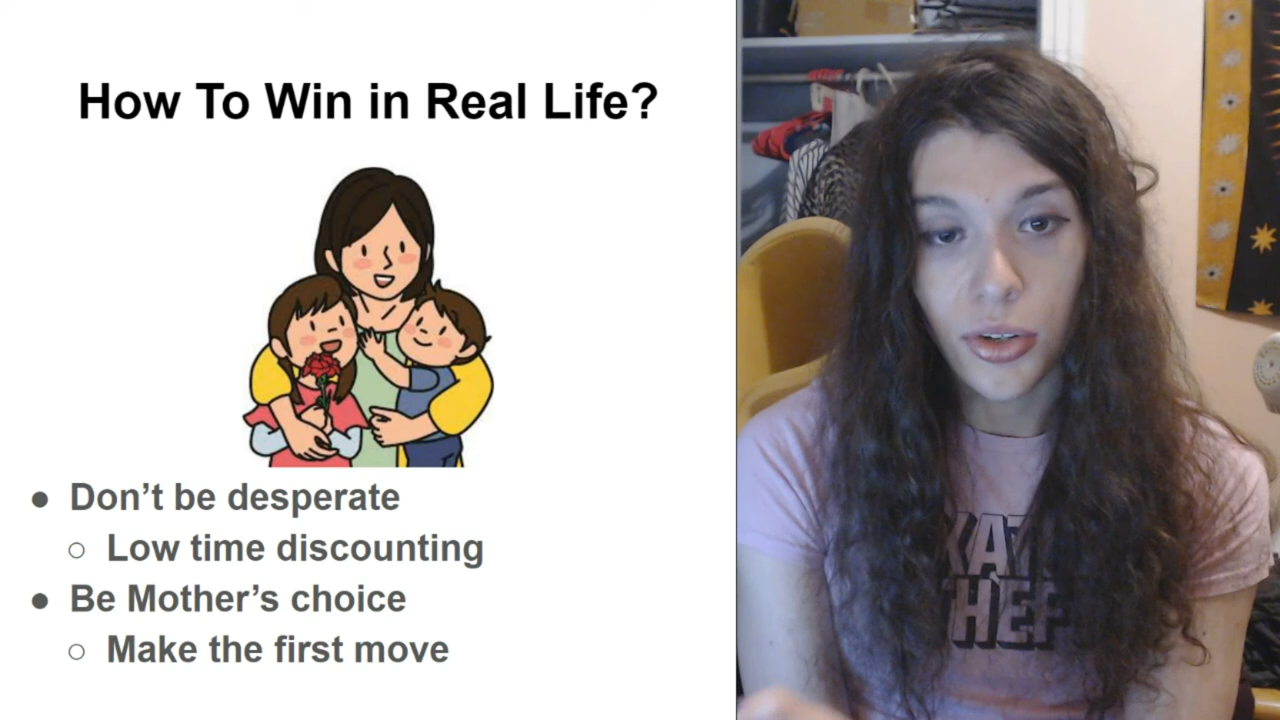 How To Win in Real Life?
● Don’t be desperate
○ Low time discounting
● Be Mother’s choice
○ Make the first move